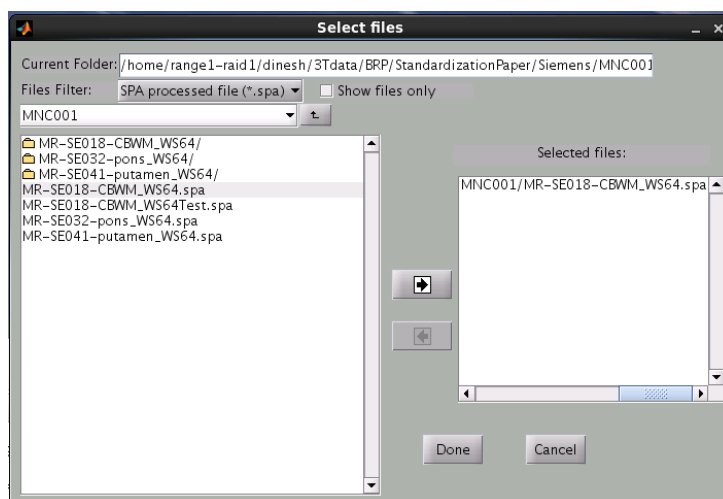 Select files
Current Folder: /home/range1-raid1/dinesh/3Tdata/BRP/StandardizationPaper/Siemens/MNC001
Files Filter: SPA processed file (*.spa) Show files only
MNC001
MR-SE018-CBWM_WS64/
MR-SE032-pons_WS64/
MR-SE041-putamen_WS64/
MR-SE018-CBWM_WS64.spa
MR-SE018-CBWM_WS64Test.spa
MR-SE032-pons_WS64.spa
MR-SE041-putamen_WS64.spa
Selected files:
MNC001/MR-SE018-CBWM_WS64.spa
Done Cancel